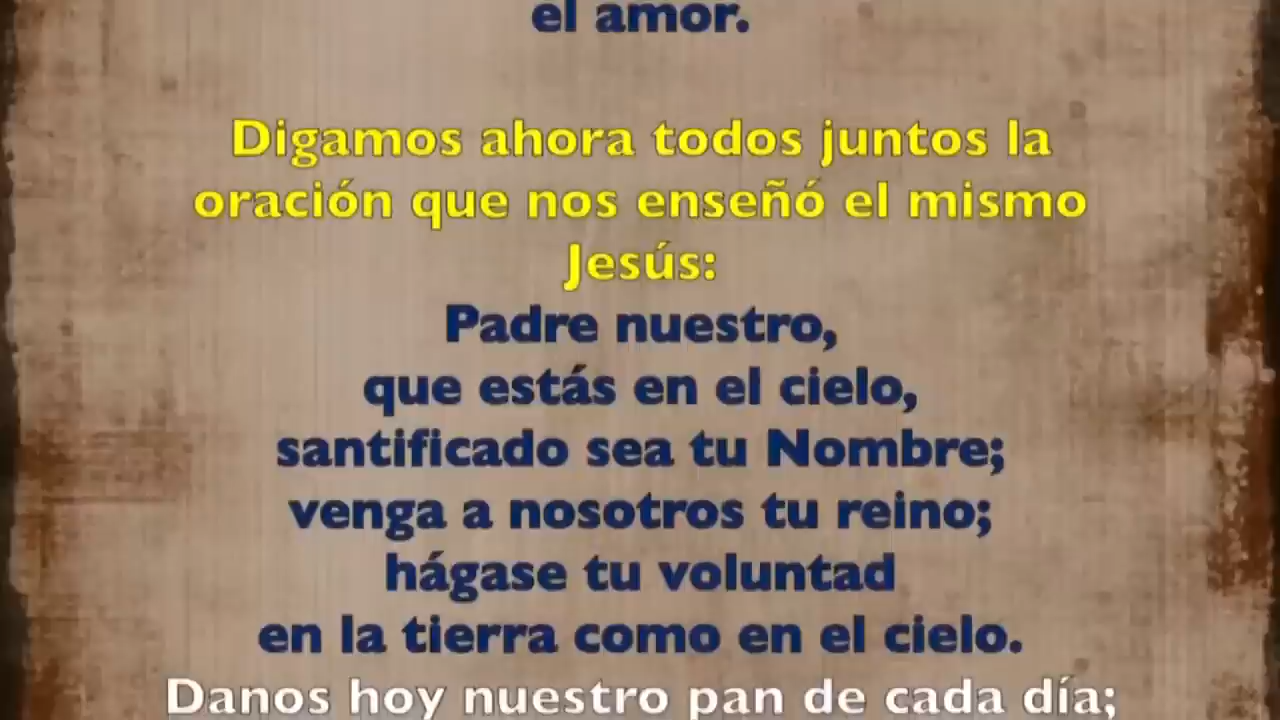 el amor.
Digamos ahora todos juntos la
oración que nos enseñó el mismo
Jesús:
Padre nuestro,
que estás en el cielo,
santificado sea tu Nombre;
venga a nosotros tu reino;
hágase tu voluntad
en la tierra como en el cielo.
Danos hoy nuestro pan de cada día;